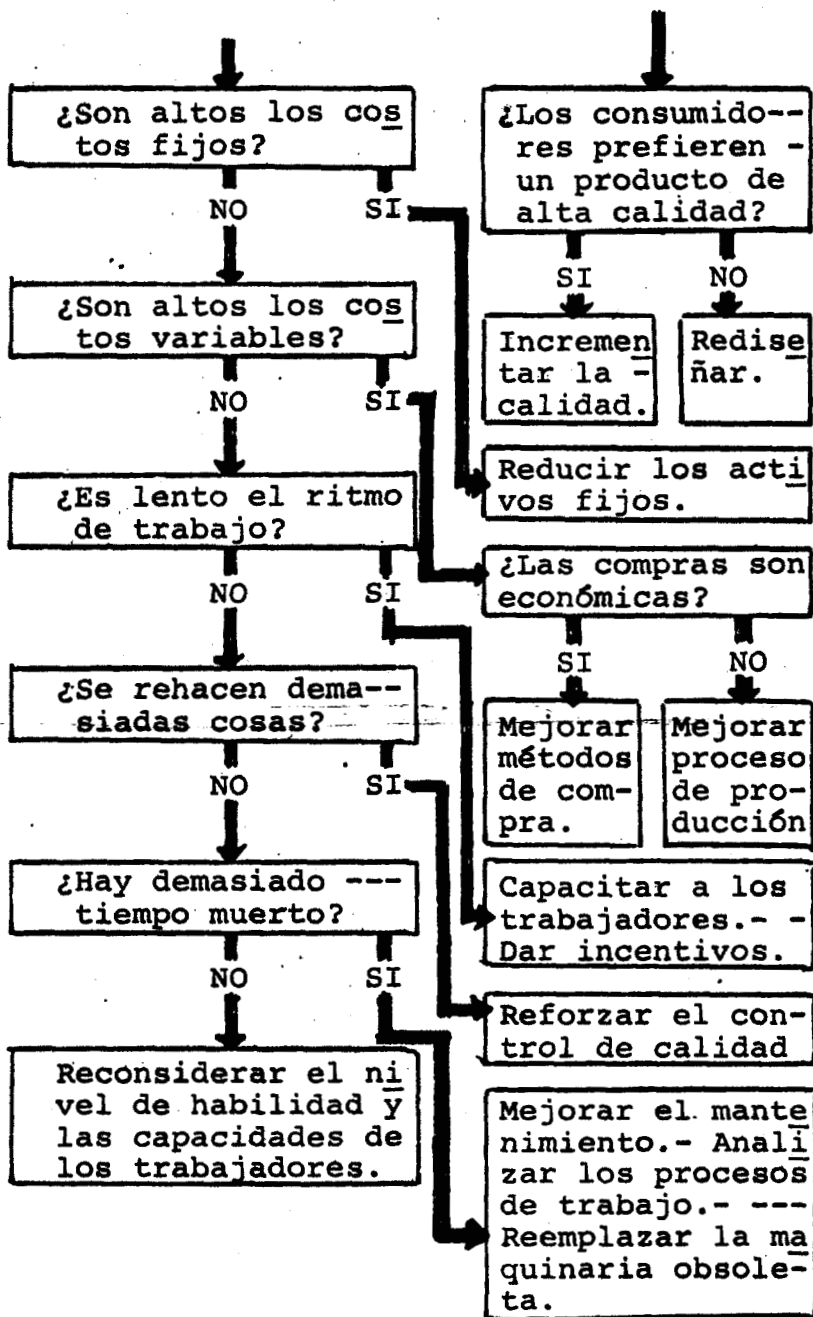 ¿Son altos los cos
tos fijos?
NO
SI
¿Son altos los cos
tos variables?
NO
SI
¿Es lento el ritmo
de trabajo?
NO
SI
¿Se rehacen dema--
siadas cosas?
NO
SI
¿Hay demasiado ---
tiempo muerto?
NO
SI
Reconsiderar el ni
vel de habilidad y
las capacidades de
los trabajadores.
¿Los consumido--
res prefieren -
un producto de
alta calidad?
SI
NO
Incremen
tar la -
calidad.
Redise
ñar.
Reducir los acti
vos fijos.
¿Las compras son
económicas?
SI
NO
Mejorar
métodos
de com-
pra.
Mejorar
proceso
de pro-
ducción
Capacitar a los
trabajadores.- -
Dar incentivos.
Reforzar el con-
trol de calidad
Mejorar el mante
nimiento.- Anali
zar los procesos
de trabajo.- ---
Reemplazar la ma
quinaria obsole-
ta.